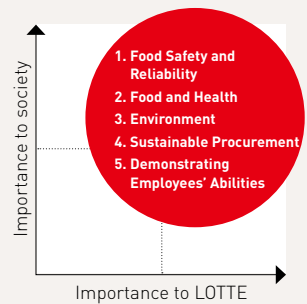 Importance to society
1. Food Safety and
Reliability
2. Food and Health
3. Environment
4. Sustainable Procurement
5. Demonstrating
Employees' Abilities
Importance to LOTTE